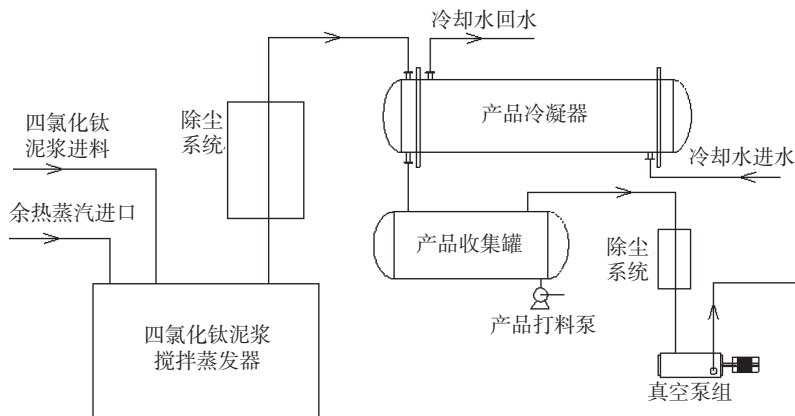 冷却水回水
四氯化钛
泥浆进料
除尘
系统
产品冷凝器
冷却水进水
余热蒸汽进口
产品收集罐
除尘
系统
产品打料泵
四氯化钛泥浆
搅拌蒸发器
真空泵组